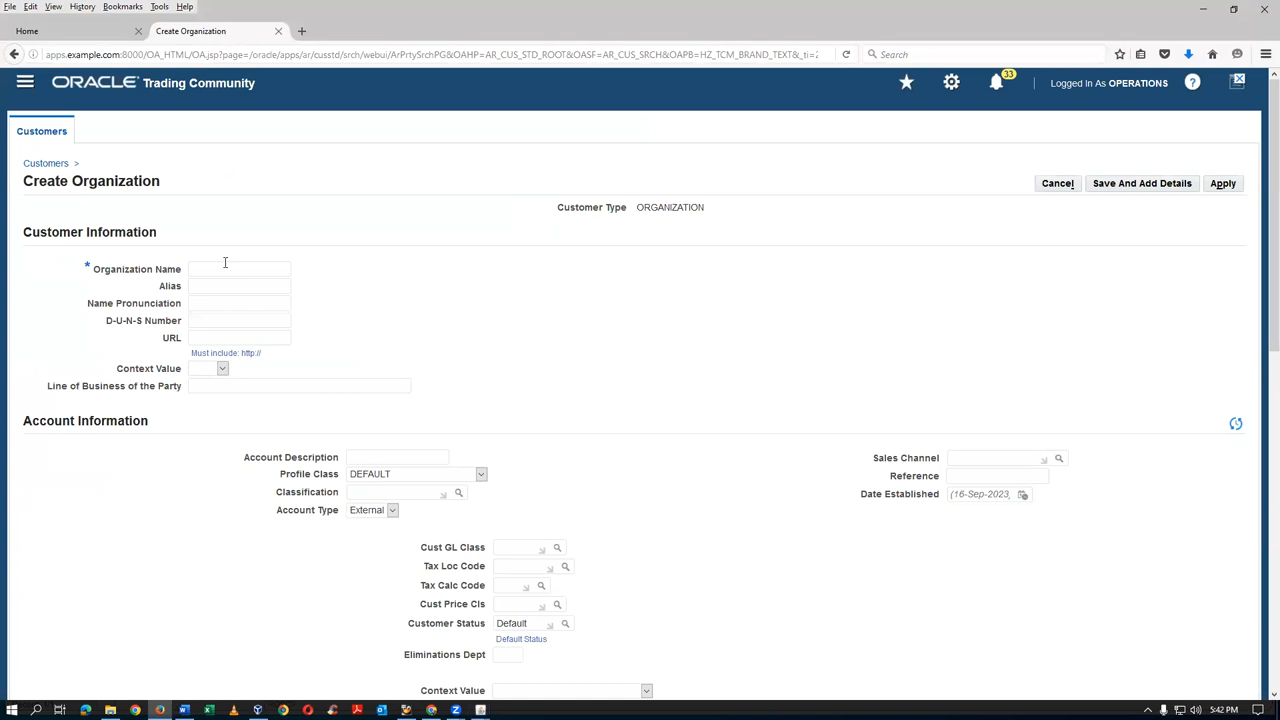 File Edit View History Bookmarks Tools Help
Home
Create Organization
apps.example.com:8000/OA_HTML/OA.jsp?page=/oracle/apps/ar/cusstd/srch/webui/ArPrtySrchPG&OAHP=AR_CUS_STD_ROOT&OASF=AR_CUS_SRCH&OAPB=HZ_TCM_BRAND_TEXT&_ti=2
Search
ORACLE Trading Community
33
Logged In As OPERATIONS
Customers
Customers >
Create Organization
Cancel
Save And Add Details
Apply
Customer Type ORGANIZATION
Customer Information
* Organization Name
Alias
Name Pronunciation
D-U-N-S Number
URL
Must include: http://
Context Value
Line of Business of the Party
Account Information
Account Description
Profile Class DEFAULT
Classification
Account Type External
Sales Channel
Reference
Date Established (16-Sep-2023)
Cust GL Class
Tax Loc Code
Tax Calc Code
Cust Price Cls
Customer Status Default
Default Status
Eliminations Dept
Context Value
5:42 PM